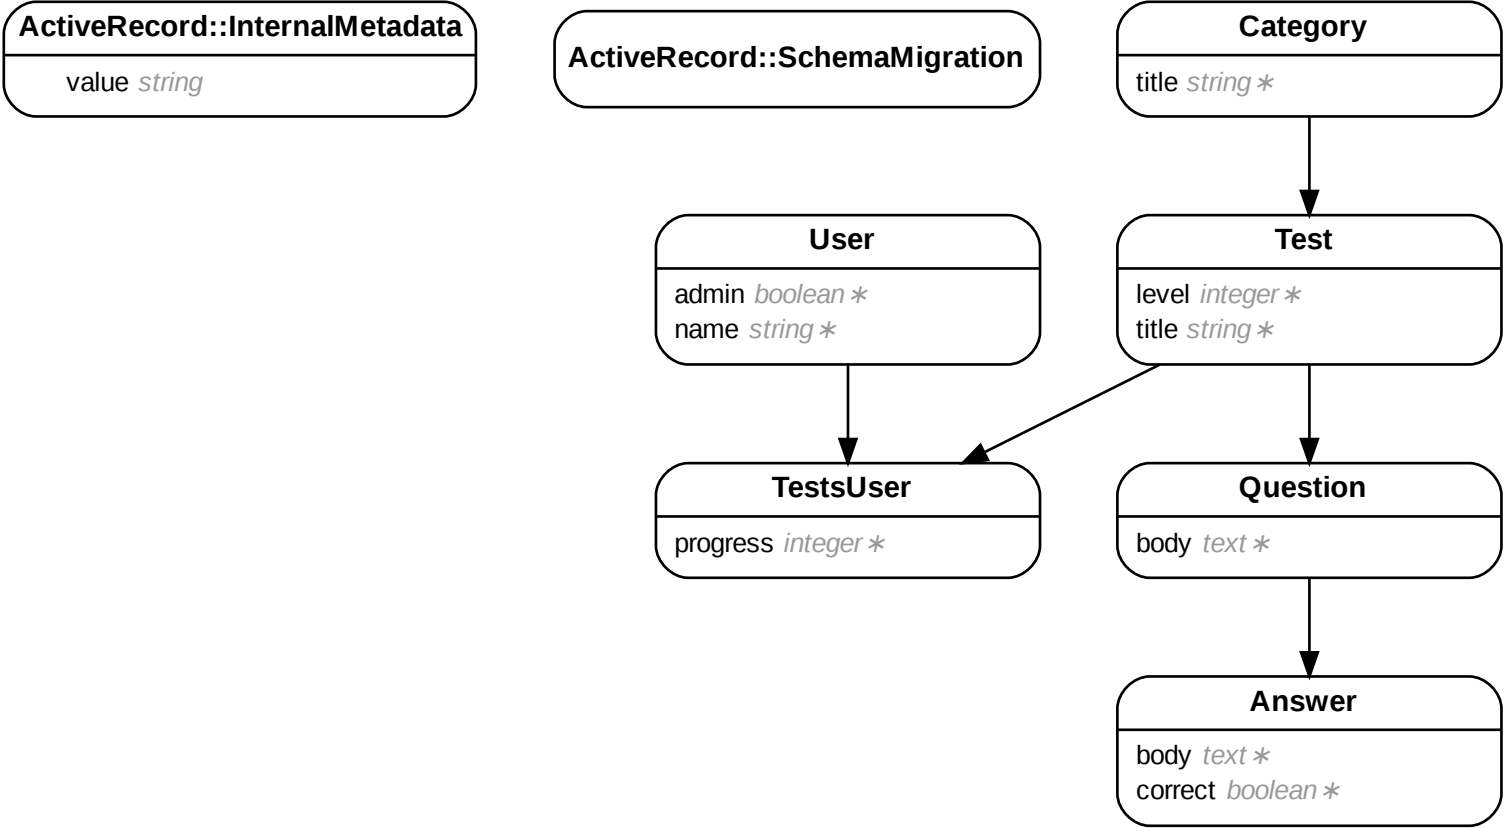 ActiveRecord::InternalMetadata
value string
ActiveRecord::SchemaMigration
Category
title string ∗
User
admin boolean ∗
name string ∗
Test
level integer ∗
title string ∗
TestsUser
progress integer ∗
Question
body text ∗
Answer
body text ∗
correct boolean ∗